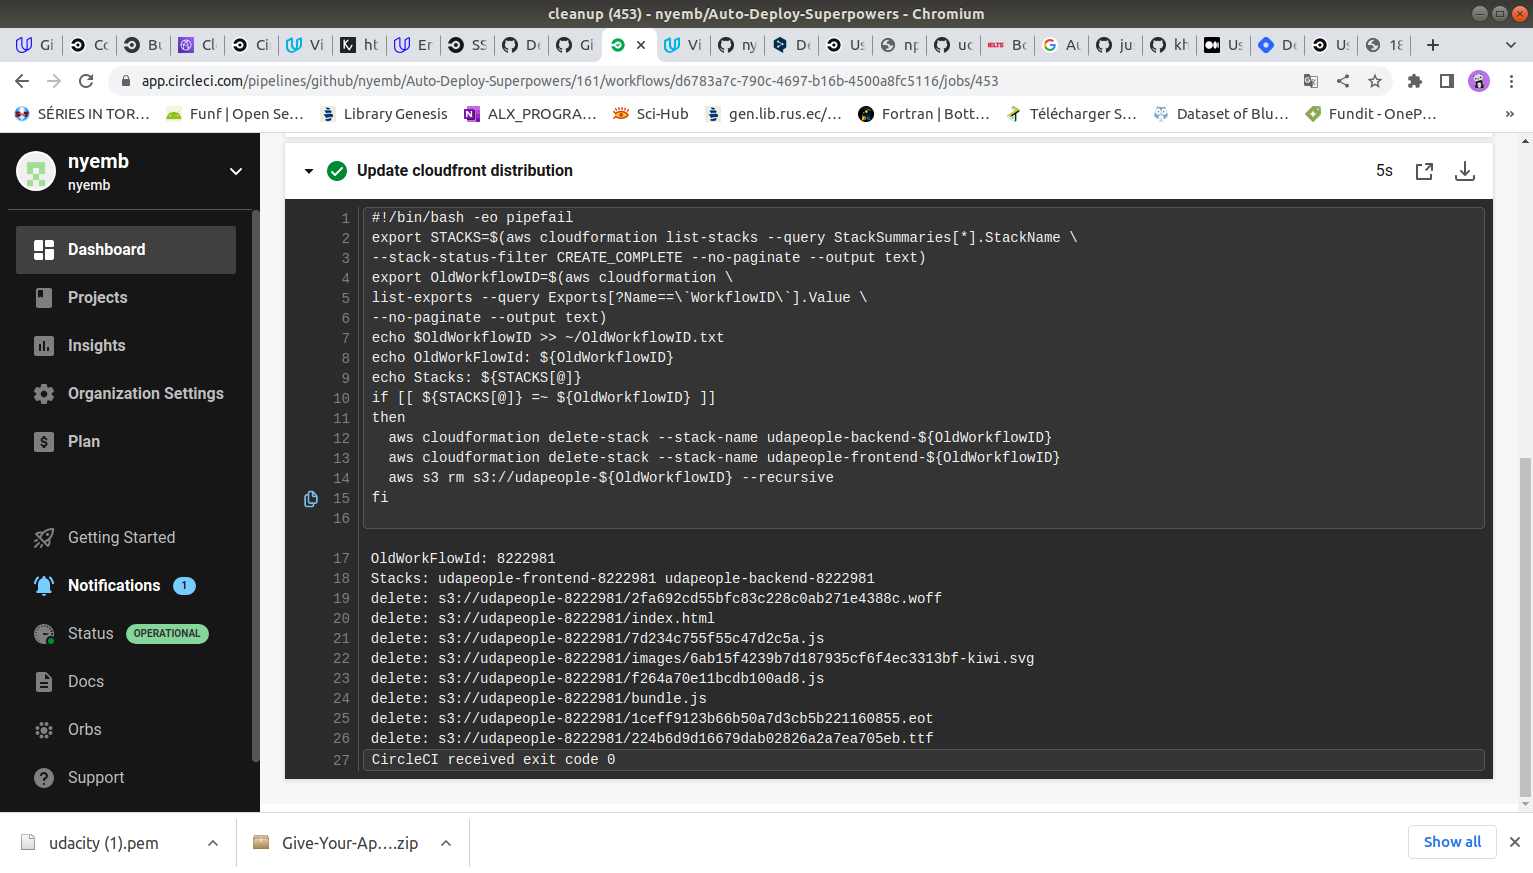 cleanup (453) - nyemb/Auto-Deploy-Superpowers - Chromium
Gi
Cc
Bu
Cl
Ci
Vi
ht
Er
SS
De
Gi
Vi
ny
De
Us
np
uc
Bc
Au
ju
kh
Us
De
Us
18
app.circleci.com/pipelines/github/nyemb/Auto-Deploy-Superpowers/161/workflows/d6783a7c-790c-4697-b16b-4500a8fc5116/jobs/453
SÉRIES IN TOR...
Funf | Open Se...
Library Genesis
ALX_PROGRA...
Sci-Hub
gen.lib.rus.ec/...
Fortran | Bott...
Télécharger S...
Dataset of Blu...
Fundit - OneP...
»
nyemb
nyemb
Dashboard
Projects
Insights
Organization Settings
Plan
Getting Started
Notifications 1
Status OPERATIONAL
Docs
Orbs
Support
Update cloudfront distribution
5s
1 #!/bin/bash -eo pipefail
2 export STACKS=$(aws cloudformation list-stacks --query StackSummaries[*].StackName \
3 --stack-status-filter CREATE_COMPLETE --no-paginate --output text)
4 export OldWorkflowID=$(aws cloudformation \
5 list-exports --query Exports[?Name==\`WorkflowID\`].Value \
6 --no-paginate --output text)
7 echo $OldWorkflowID >> ~/OldWorkflowID.txt
8 echo OldWorkFlowId: ${OldWorkflowID}
9 echo Stacks: ${STACKS[@]}
10 if [[ ${STACKS[@]} =~ ${OldWorkflowID} ]]
11 then
12 aws cloudformation delete-stack --stack-name udapeople-backend-${OldWorkflowID}
13 aws cloudformation delete-stack --stack-name udapeople-frontend-${OldWorkflowID}
14 aws s3 rm s3://udapeople-${OldWorkflowID} --recursive
15 fi
16
17 OldWorkFlowId: 8222981
18 Stacks: udapeople-frontend-8222981 udapeople-backend-8222981
19 delete: s3://udapeople-8222981/2fa692cd55bfc83c228c0ab271e4388c.woff
20 delete: s3://udapeople-8222981/index.html
21 delete: s3://udapeople-8222981/7d234c755f55c47d2c5a.js
22 delete: s3://udapeople-8222981/images/6ab15f4239b7d187935cf6f4ec3313bf-kiwi.svg
23 delete: s3://udapeople-8222981/f264a70e11bcdb100ad8.js
24 delete: s3://udapeople-8222981/bundle.js
25 delete: s3://udapeople-8222981/1ceff9123b66b50a7d3cb5b221160855.eot
26 delete: s3://udapeople-8222981/224b6d9d16679dab02826a2a7ea705eb.ttf
27 CircleCI received exit code 0
udacity (1).pem
Give-Your-Ap....zip
Show all